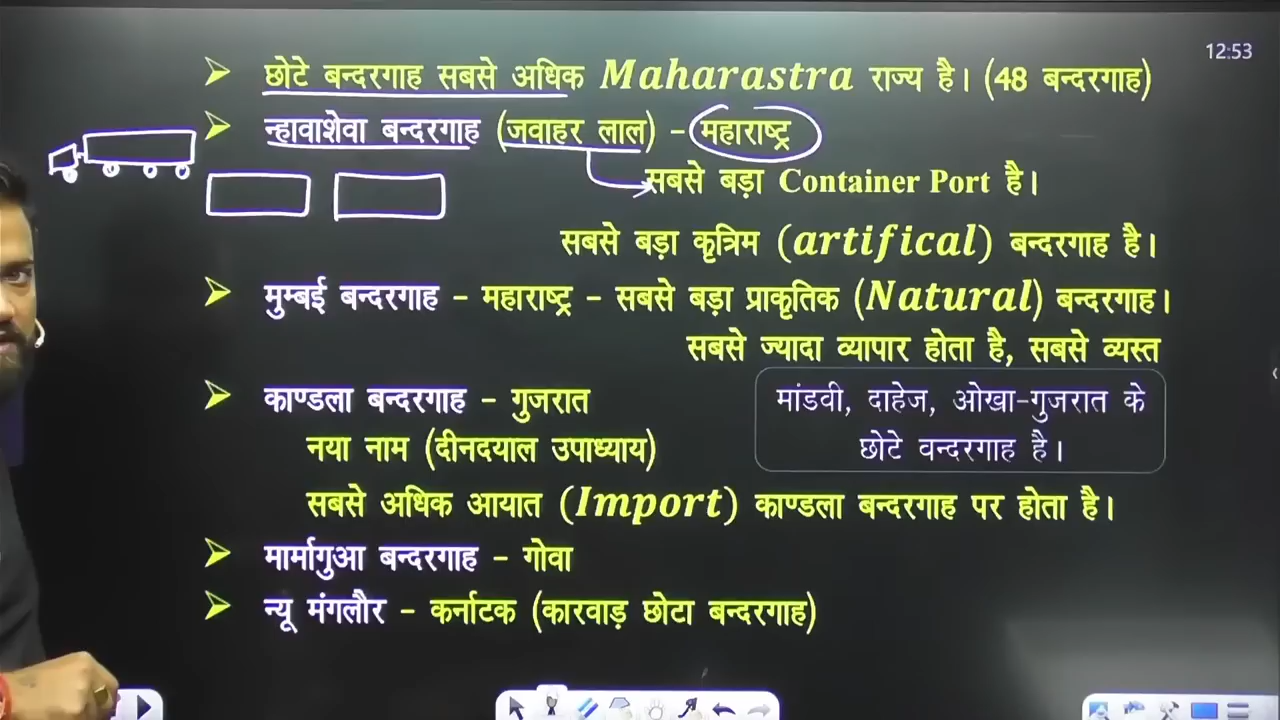 12:53
➤ छोटे बन्दरगाह सबसे अधिक Maharastra राज्य है। (48 बन्दरगाह)
➤ न्हावाशेवा बन्दरगाह (जवाहर लाल) – महाराष्ट्र
सबसे बड़ा Container Port है।
सबसे बड़ा कृत्रिम (artifical) बन्दरगाह है।
➤ मुम्बई बन्दरगाह – महाराष्ट्र – सबसे बड़ा प्राकृतिक (Natural) बन्दरगाह।
सबसे ज्यादा व्यापार होता है, सबसे व्यस्त
➤ काण्डला बन्दरगाह – गुजरात
नया नाम (दीनदयाल उपाध्याय)
मांडवी, दाहेज, ओखा-गुजरात के
छोटे वन्दरगाह है।
सबसे अधिक आयात (Import) काण्डला बन्दरगाह पर होता है।
➤ मार्मागुआ बन्दरगाह – गोवा
➤ न्यू मंगलौर – कर्नाटक (कारवाड़ छोटा बन्दरगाह)